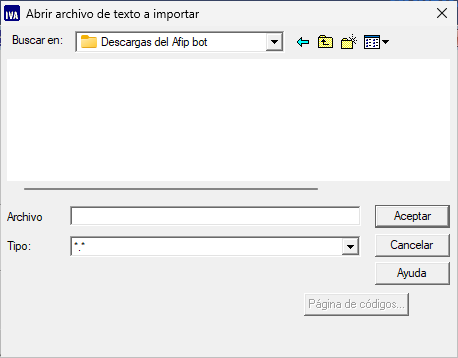 IVA Abrir archivo de texto a importar
Buscar en: Descargas del Afip bot
Archivo Aceptar
Tipo: *.* Cancelar
Ayuda
Página de códigos...